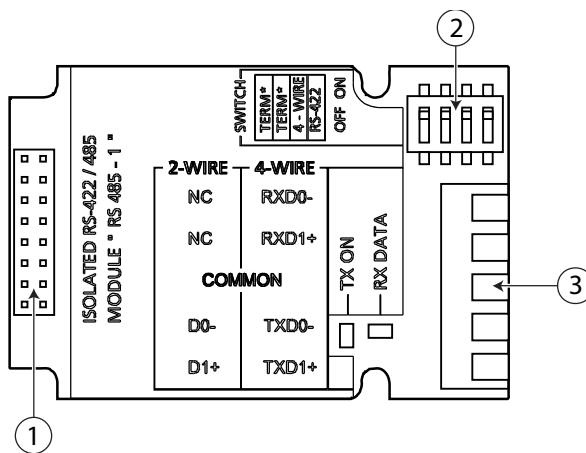 2
SWITCH
TERM*
TERM*
4 - WIRE
RS-422
OFF ON
ISOLATED RS-422 / 485
MODULE " RS 485 - 1 "
2-WIRE 4-WIRE
NC RXD0-
NC RXD1+
COMMON
D0- TXD0-
D1+ TXD1+
TX ON
RX DATA
3
1